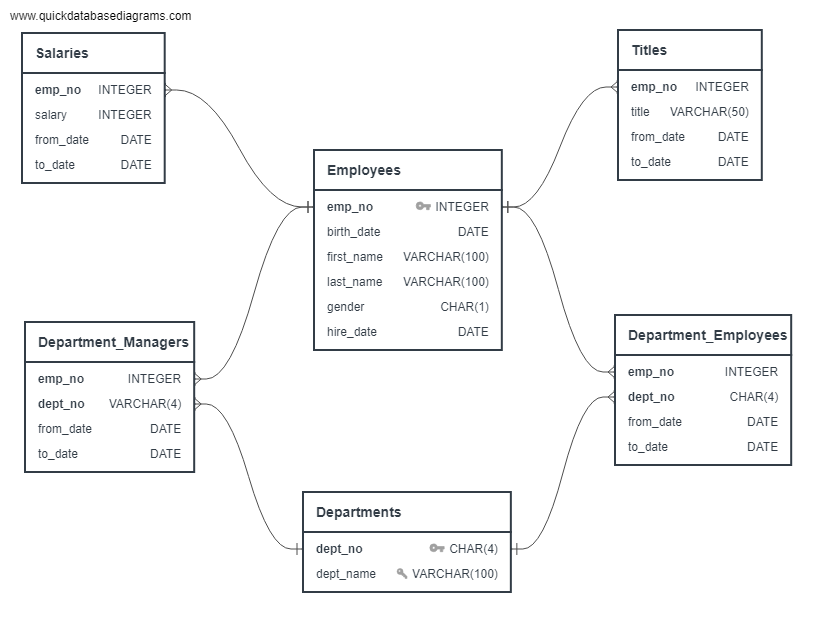 www.quickdatabasediagrams.com
Salaries
emp_no INTEGER
salary INTEGER
from_date DATE
to_date DATE
Titles
emp_no INTEGER
title VARCHAR(50)
from_date DATE
to_date DATE
Employees
emp_no INTEGER
birth_date DATE
first_name VARCHAR(100)
last_name VARCHAR(100)
gender CHAR(1)
hire_date DATE
Department_Managers
emp_no INTEGER
dept_no VARCHAR(4)
from_date DATE
to_date DATE
Department_Employees
emp_no INTEGER
dept_no CHAR(4)
from_date DATE
to_date DATE
Departments
dept_no CHAR(4)
dept_name VARCHAR(100)